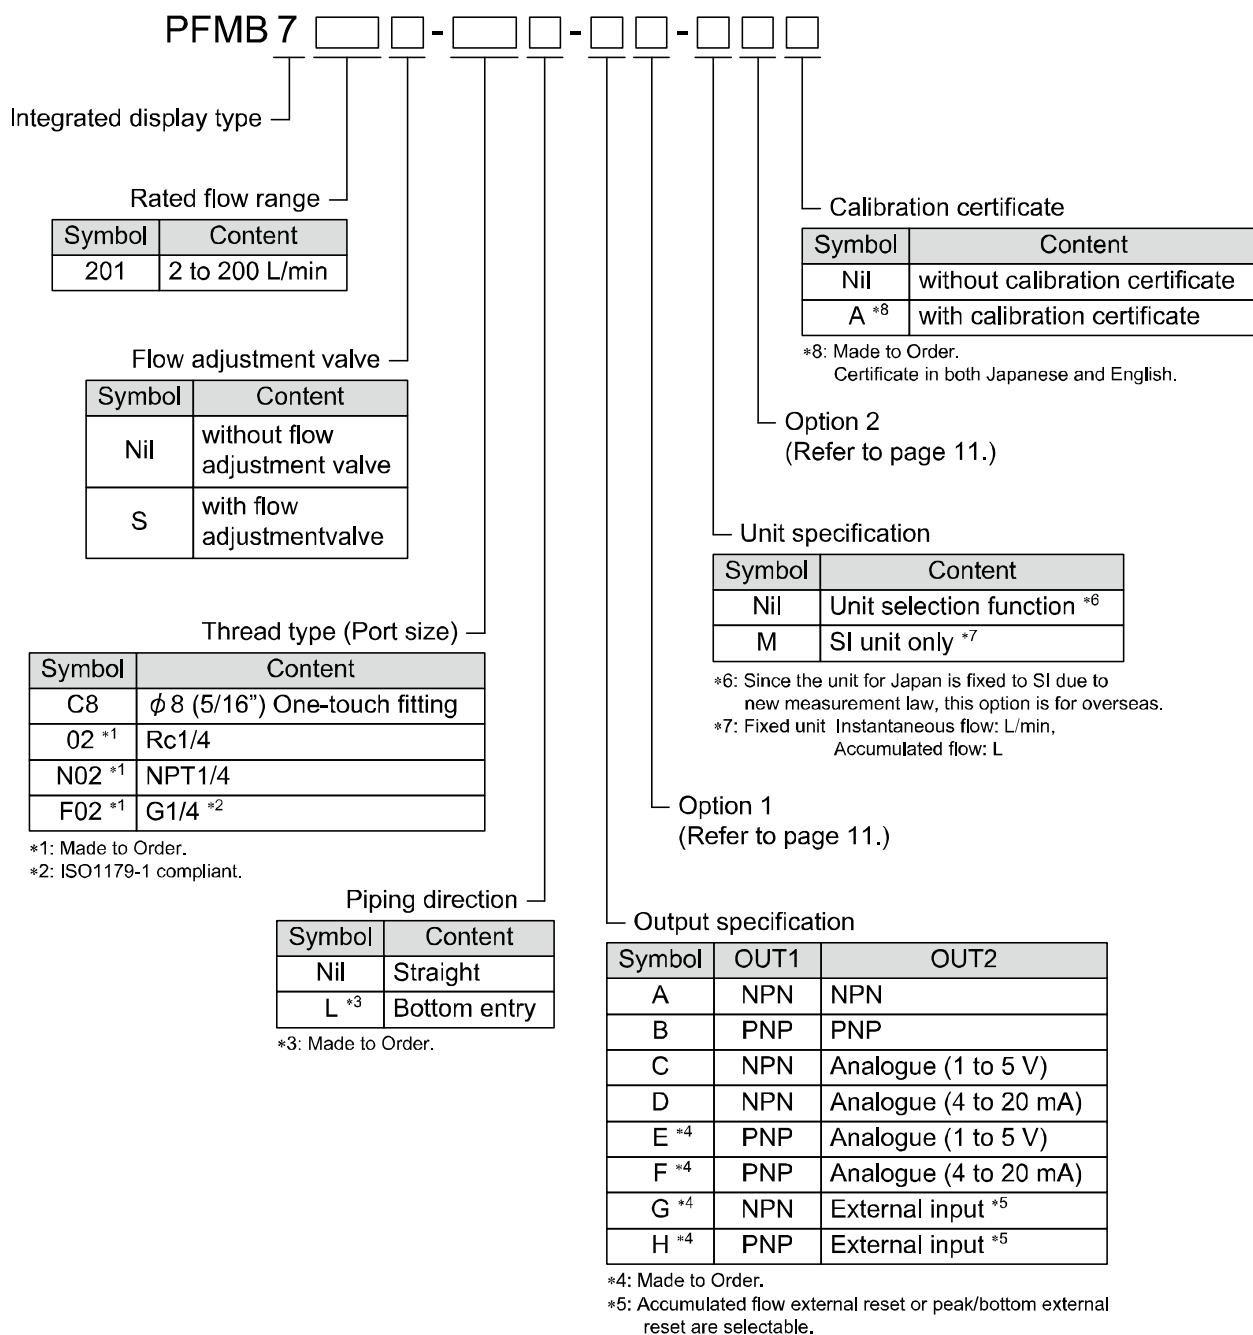 PFMB 7 - - -
Integrated display type
Rated flow range
Symbol Content
201 2 to 200 L/min
Flow adjustment valve
Symbol Content
Nil without flow
adjustment valve
S with flow
adjustmentvalve
Thread type (Port size)
Symbol Content
C8 ϕ8 (5/16”) One-touch fitting
02 *1 Rc1/4
N02 *1 NPT1/4
F02 *1 G1/4 *2
*1: Made to Order.
*2: ISO1179-1 compliant.
Piping direction
Symbol Content
Nil Straight
L *3 Bottom entry
*3: Made to Order.
Calibration certificate
Symbol Content
Nil without calibration certificate
A *8 with calibration certificate
*8: Made to Order.
Certificate in both Japanese and English.
Option 2
(Refer to page 11.)
Unit specification
Symbol Content
Nil Unit selection function *6
M SI unit only *7
*6: Since the unit for Japan is fixed to SI due to
new measurement law, this option is for overseas.
*7: Fixed unit Instantaneous flow: L/min,
Accumulated flow: L
Option 1
(Refer to page 11.)
Output specification
Symbol OUT1 OUT2
A NPN NPN
B PNP PNP
C NPN Analogue (1 to 5 V)
D NPN Analogue (4 to 20 mA)
E *4 PNP Analogue (1 to 5 V)
F *4 PNP Analogue (4 to 20 mA)
G *4 NPN External input *5
H *4 PNP External input *5
*4: Made to Order.
*5: Accumulated flow external reset or peak/bottom external
reset are selectable.